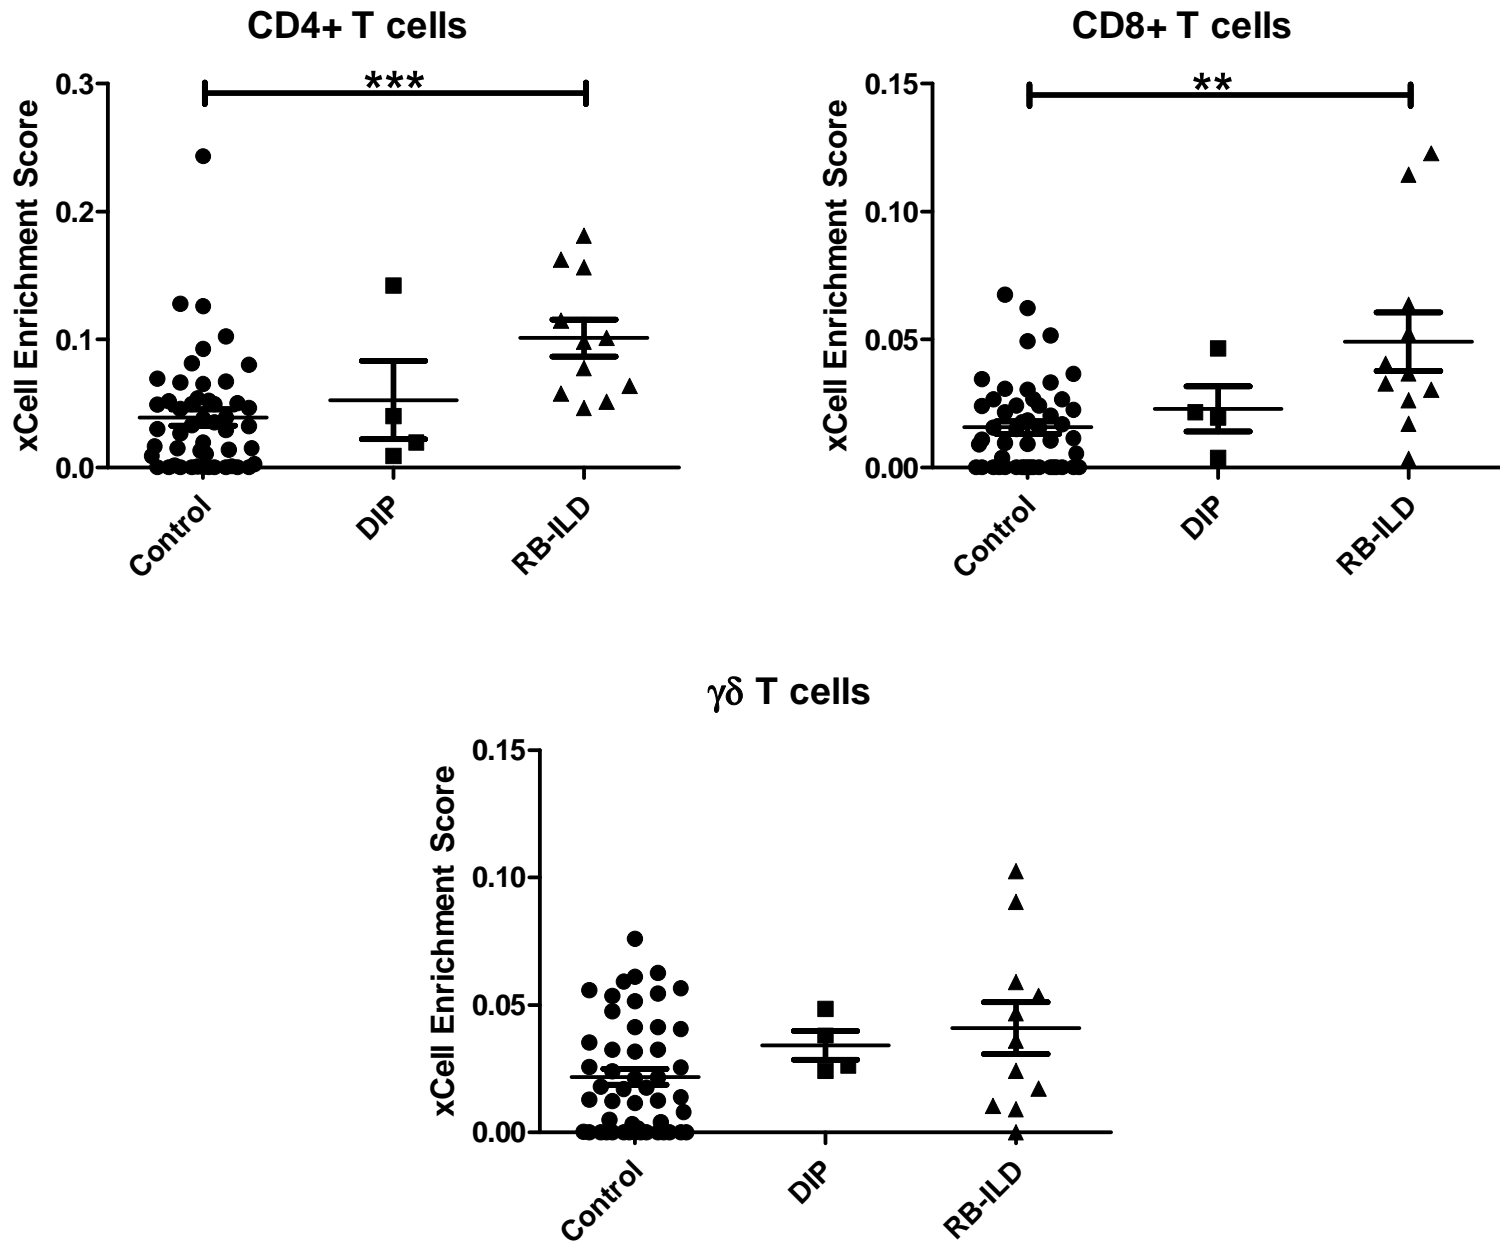 CD4+ T cells
xCell Enrichment Score
0.3
0.2
0.1
0.0
***
Control
DIP
RB-ILD
CD8+ T cells
xCell Enrichment Score
0.15
0.10
0.05
0.00
**
Control
DIP
RB-ILD
γδ T cells
xCell Enrichment Score
0.15
0.10
0.05
0.00
Control
DIP
RB-ILD